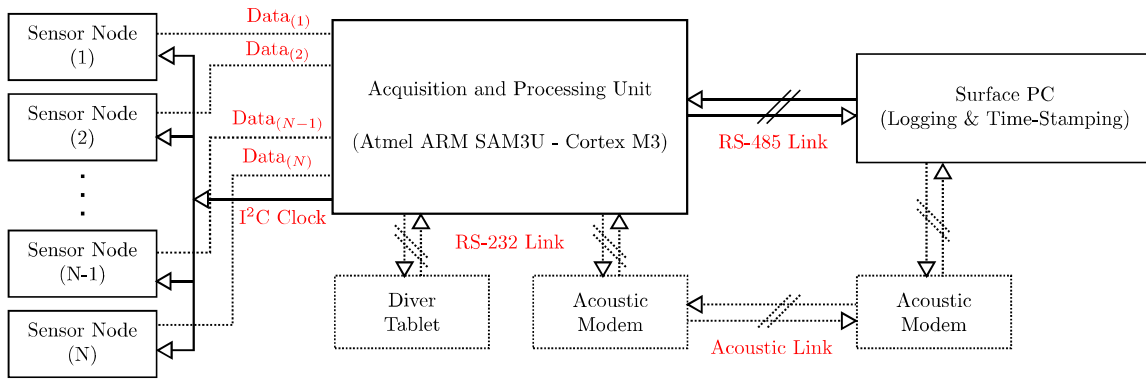 Sensor Node
(1)
Sensor Node
(2)
Sensor Node
(N-1)
Sensor Node
(N)
Data(1)
Data(2)
Data(N−1)
Data(N)
I²C Clock
Acquisition and Processing Unit
(Atmel ARM SAM3U - Cortex M3)
RS-485 Link
Surface PC
(Logging & Time-Stamping)
RS-232 Link
Diver
Tablet
Acoustic
Modem
Acoustic Link
Acoustic
Modem